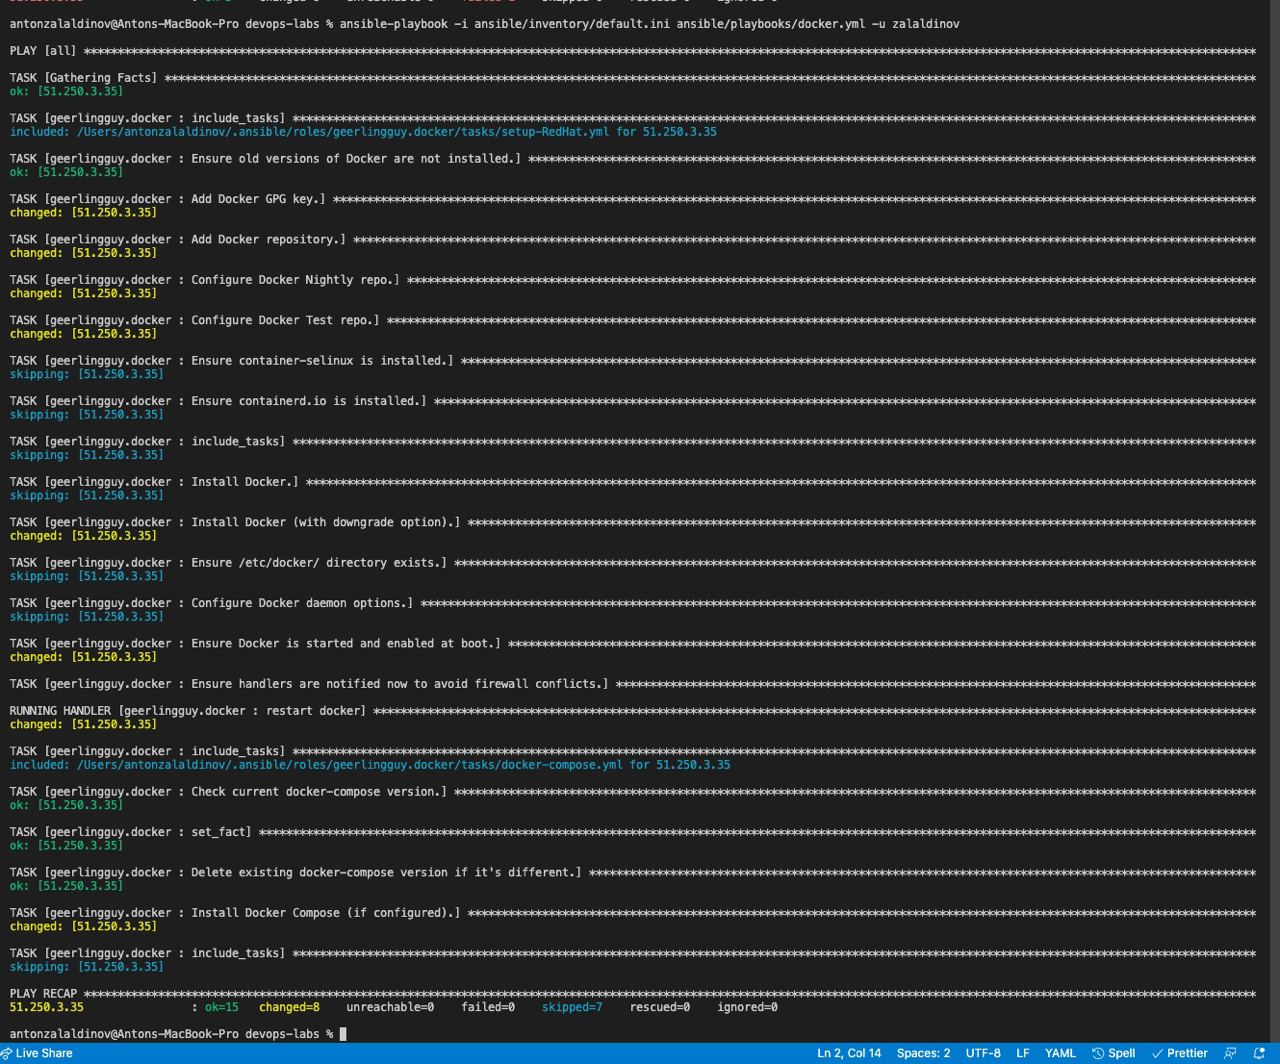 antonzalaldinov@Antons-MacBook-Pro devops-labs % ansible-playbook -i ansible/inventory/default.ini ansible/playbooks/docker.yml -u zalaldinov
PLAY [all] ****************************************************************
TASK [Gathering Facts] ****************************************************************
ok: [51.250.3.35]
TASK [geerlingguy.docker : include_tasks] ****************************************************************
included: /Users/antonzalaldinov/.ansible/roles/geerlingguy.docker/tasks/setup-RedHat.yml for 51.250.3.35
TASK [geerlingguy.docker : Ensure old versions of Docker are not installed.] ****************************************************************
ok: [51.250.3.35]
TASK [geerlingguy.docker : Add Docker GPG key.] ****************************************************************
changed: [51.250.3.35]
TASK [geerlingguy.docker : Add Docker repository.] ****************************************************************
changed: [51.250.3.35]
TASK [geerlingguy.docker : Configure Docker Nightly repo.] ****************************************************************
changed: [51.250.3.35]
TASK [geerlingguy.docker : Configure Docker Test repo.] ****************************************************************
changed: [51.250.3.35]
TASK [geerlingguy.docker : Ensure container-selinux is installed.] ****************************************************************
skipping: [51.250.3.35]
TASK [geerlingguy.docker : Ensure containerd.io is installed.] ****************************************************************
skipping: [51.250.3.35]
TASK [geerlingguy.docker : include_tasks] ****************************************************************
skipping: [51.250.3.35]
TASK [geerlingguy.docker : Install Docker.] ****************************************************************
skipping: [51.250.3.35]
TASK [geerlingguy.docker : Install Docker (with downgrade option).] ****************************************************************
changed: [51.250.3.35]
TASK [geerlingguy.docker : Ensure /etc/docker/ directory exists.] ****************************************************************
skipping: [51.250.3.35]
TASK [geerlingguy.docker : Configure Docker daemon options.] ****************************************************************
skipping: [51.250.3.35]
TASK [geerlingguy.docker : Ensure Docker is started and enabled at boot.] ****************************************************************
changed: [51.250.3.35]
TASK [geerlingguy.docker : Ensure handlers are notified now to avoid firewall conflicts.] ****************************************************************
RUNNING HANDLER [geerlingguy.docker : restart docker] ****************************************************************
changed: [51.250.3.35]
TASK [geerlingguy.docker : include_tasks] ****************************************************************
included: /Users/antonzalaldinov/.ansible/roles/geerlingguy.docker/tasks/docker-compose.yml for 51.250.3.35
TASK [geerlingguy.docker : Check current docker-compose version.] ****************************************************************
ok: [51.250.3.35]
TASK [geerlingguy.docker : set_fact] ****************************************************************
ok: [51.250.3.35]
TASK [geerlingguy.docker : Delete existing docker-compose version if it's different.] ****************************************************************
ok: [51.250.3.35]
TASK [geerlingguy.docker : Install Docker Compose (if configured).] ****************************************************************
changed: [51.250.3.35]
TASK [geerlingguy.docker : include_tasks] ****************************************************************
skipping: [51.250.3.35]
PLAY RECAP ****************************************************************
51.250.3.35 : ok=15 changed=8 unreachable=0 failed=0 skipped=7 rescued=0 ignored=0
antonzalaldinov@Antons-MacBook-Pro devops-labs %
Live Share Ln 2, Col 14 Spaces: 2 UTF-8 LF YAML Spell Prettier